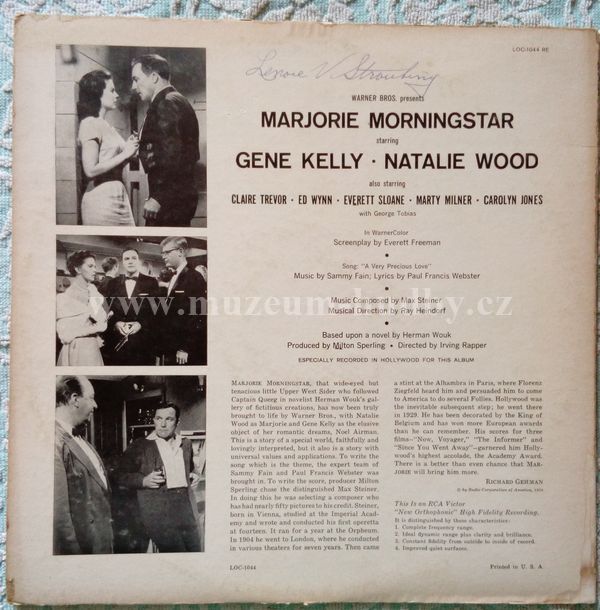 LOC-1044 RE
Lenore V
WARNER BROS. presents
MARJORIE MORNINGSTAR
starring
GENE KELLY · NATALIE WOOD
also starring
CLAIRE TREVOR · ED WYNN · EVERETT SLOANE · MARTY MILNER · CAROLYN JONES
with George Tobias
In WarnerColor
Screenplay by Everett Freeman
•
Song: "A Very Precious Love"
Music by Sammy Fain; Lyrics by Paul Francis Webster
•
Music Composed by Max Steiner
Musical Direction by Ray Heindorf
•
Based upon a novel by Herman Wouk
Produced by Milton Sperling • Directed by Irving Rapper
ESPECIALLY RECORDED IN HOLLYWOOD FOR THIS ALBUM
www.muzeum-hudby.cz
MARJORIE MORNINGSTAR, that wide-eyed but
tenacious little Upper West Sider who followed
Captain Queeg in novelist Herman Wouk's gal-
lery of fictitious creations, has now been truly
brought to life by Warner Bros., with Natalie
Wood as Marjorie and Gene Kelly as the elusive
object of her romantic dreams, Noel Airman.
This is a story of a special world, faithfully and
lovingly interpreted, but it also is a story with
universal values and applications. To write the
song which is the theme, the expert team of
Sammy Fain and Paul Francis Webster was
brought in. To write the score, producer Milton
Sperling chose the distinguished Max Steiner.
In doing this he was selecting a composer who
has had nearly fifty pictures to his credit. Steiner,
born in Vienna, studied at the Imperial Acad-
emy and wrote and conducted his first operetta
at fourteen. It ran for a year at the Orpheum.
In 1904 he went to London, where he conducted
in various theaters for seven years. Then came
a stint at the Alhambra in Paris, where Florenz
Ziegfeld heard him and persuaded him to come
to America to do several Follies. Hollywood was
the inevitable subsequent step; he went there
in 1929. He has been decorated by the King of
Belgium and has won more European awards
than he can remember. His scores for three
films—"Now, Voyager," "The Informer" and
"Since You Went Away"—garnered him Holly-
wood's highest accolade, the Academy Award.
There is a better than even chance that MAR-
JORIE will bring him more.
RICHARD GEHMAN
© by Radio Corporation of America, 1958
This Is an RCA Victor
"New Orthophonic" High Fidelity Recording.
It is distinguished by these characteristics:
1. Complete frequency range.
2. Ideal dynamic range plus clarity and brilliance.
3. Constant fidelity from outside to inside of record.
4. Improved quiet surfaces.
LOC-1044
Printed in U. S. A.